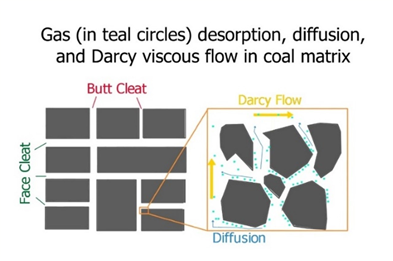 Gas (in teal circles) desorption, diffusion,
and Darcy viscous flow in coal matrix
Butt Cleat
Darcy Flow
Face Cleat
Diffusion